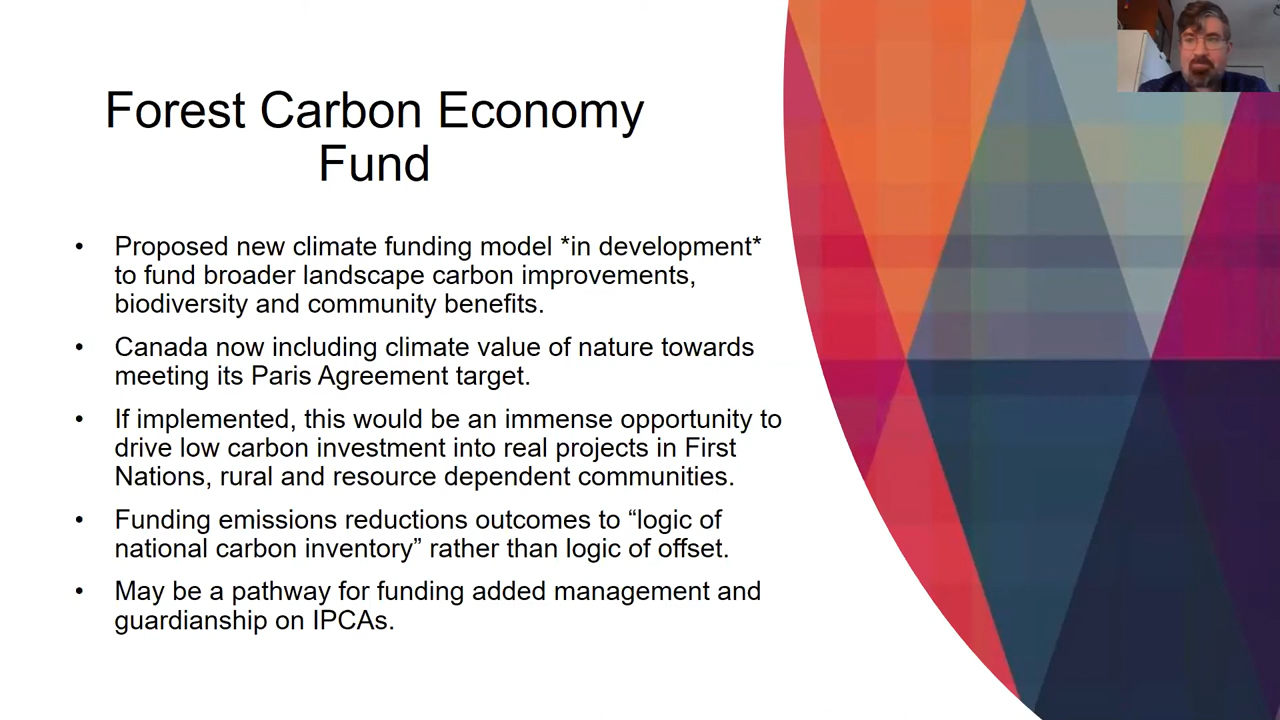 Forest Carbon Economy
Fund
• Proposed new climate funding model *in development*
to fund broader landscape carbon improvements,
biodiversity and community benefits.
• Canada now including climate value of nature towards
meeting its Paris Agreement target.
• If implemented, this would be an immense opportunity to
drive low carbon investment into real projects in First
Nations, rural and resource dependent communities.
• Funding emissions reductions outcomes to “logic of
national carbon inventory” rather than logic of offset.
• May be a pathway for funding added management and
guardianship on IPCAs.